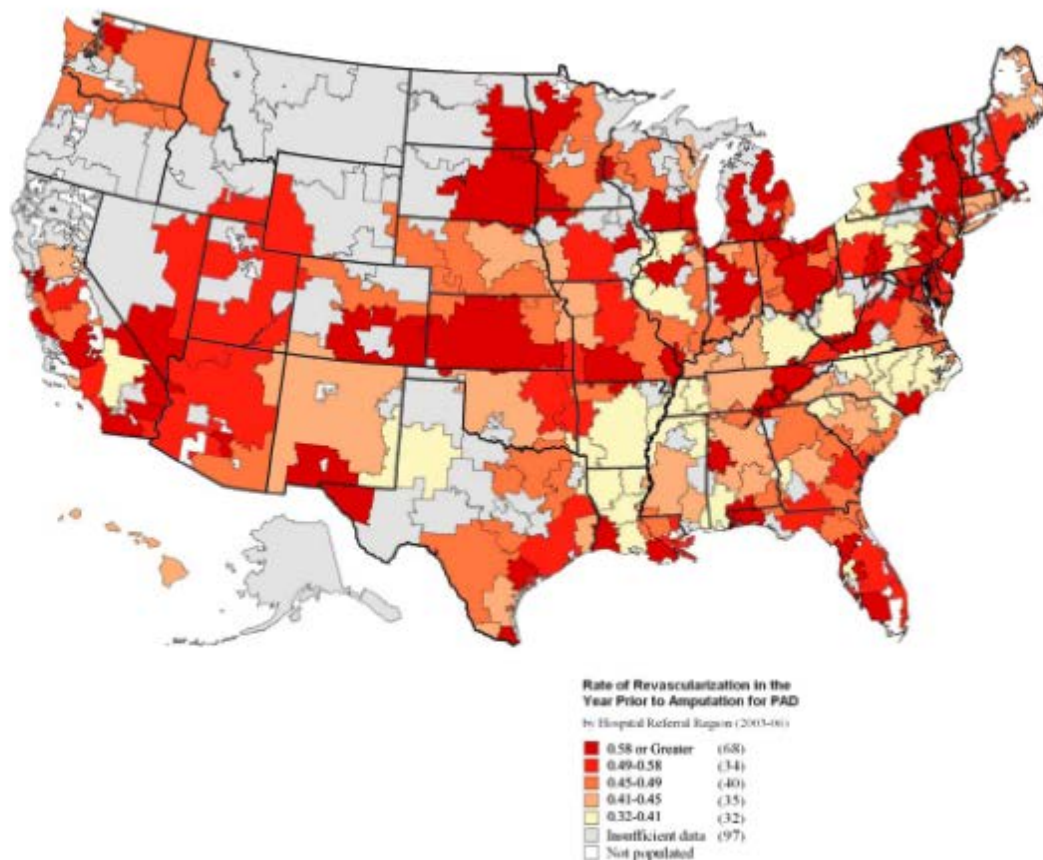 Rate of Revascularization in the
Year Prior to Amputation for PAD
by Hospital Referral Region (2003-06)
0.58 or Greater (68)
0.49-0.58 (34)
0.45-0.49 (40)
0.41-0.45 (35)
0.32-0.41 (32)
Insufficient data (97)
Not populated